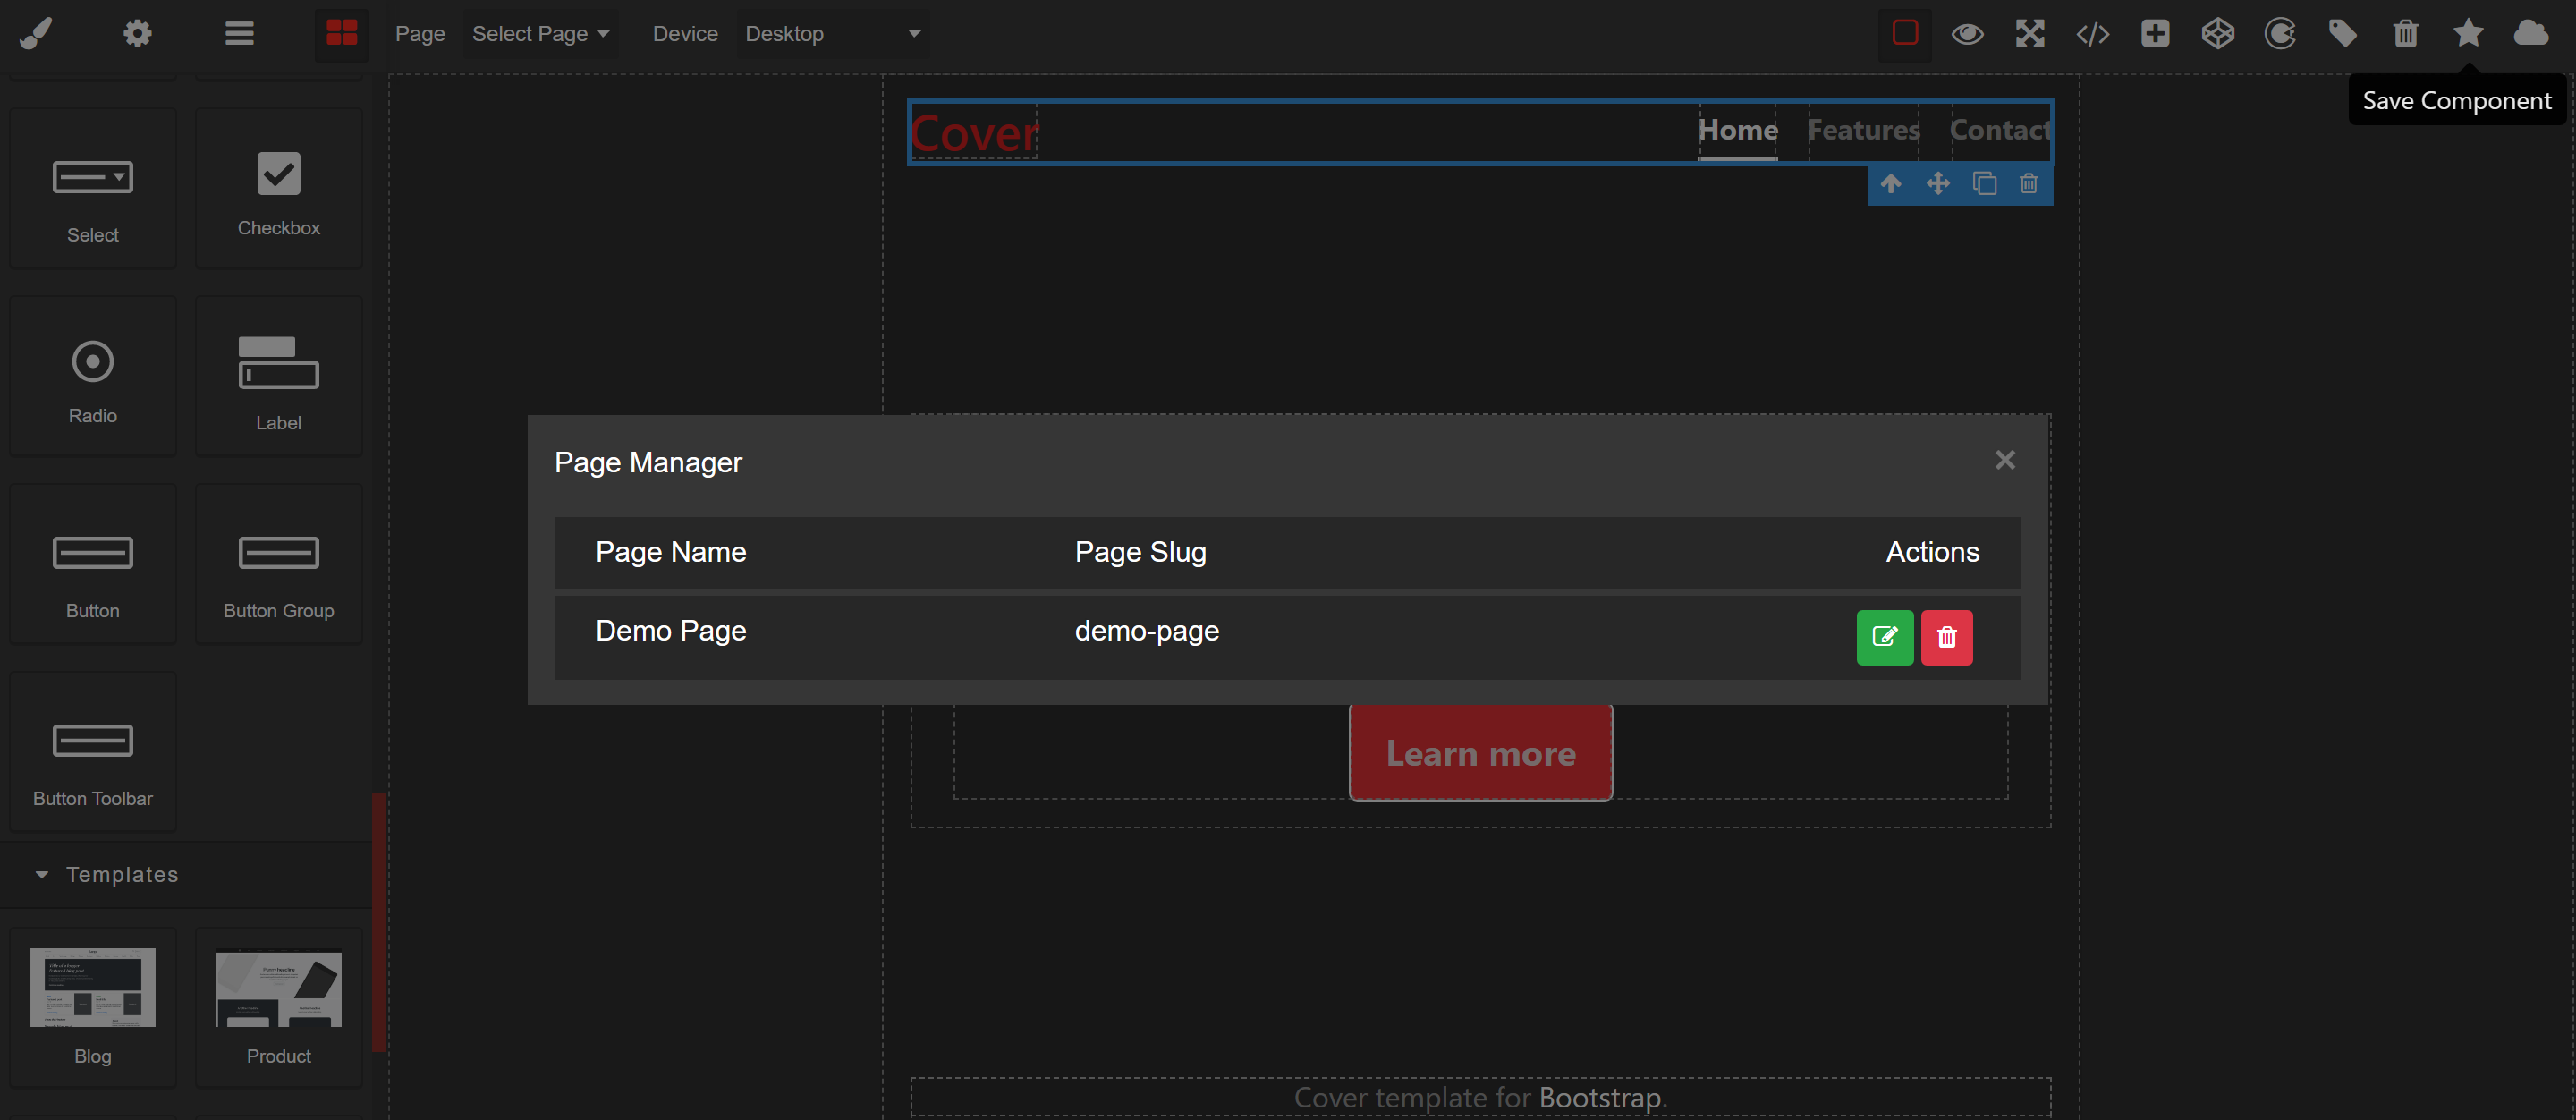 Page Select Page Device Desktop
Save Component
Cover Home Features Contact
Select Checkbox
Radio Label
Page Manager
Page Name Page Slug Actions
Demo Page demo-page
Button Button Group
Learn more
Button Toolbar
Templates
Blog Product
Cover template for Bootstrap.